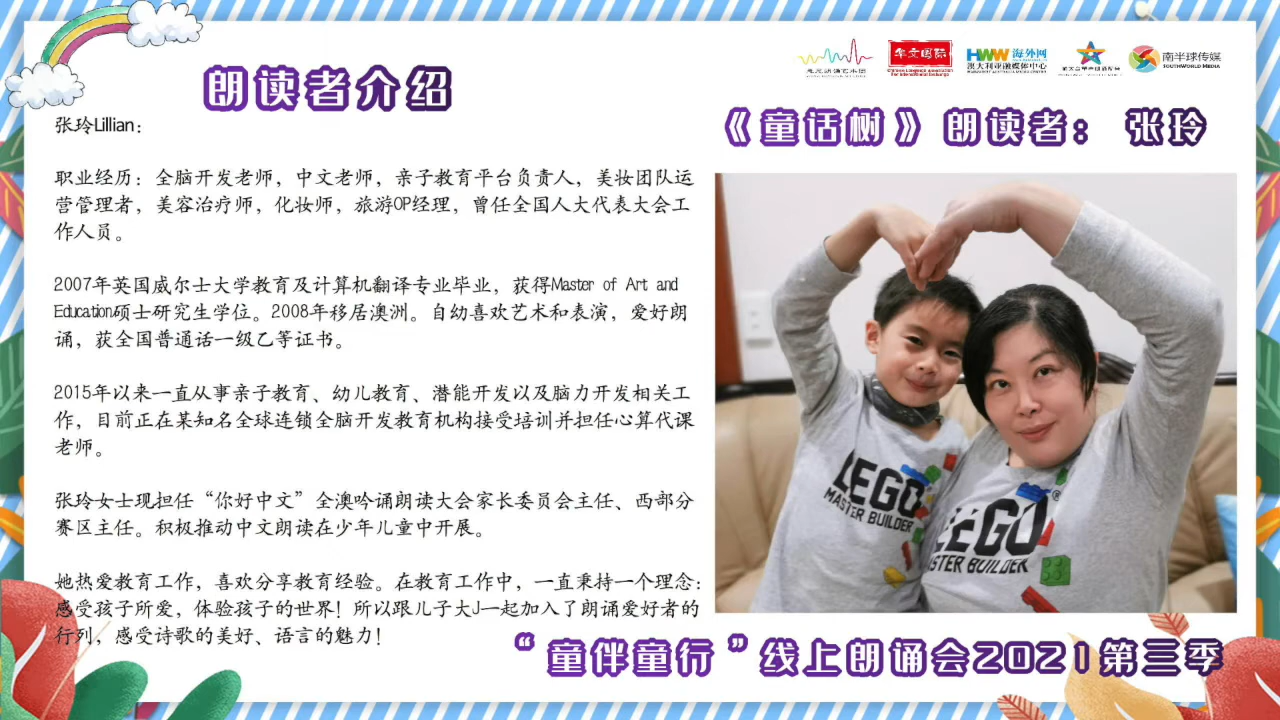 朗读者介绍
张玲Lillian：
职业经历：全脑开发老师，中文老师，亲子教育平台负责人，美妆团队运
营管理者，美容治疗师，化妆师，旅游OP经理，曾任全国人大代表大会工
作人员。
2007年英国威尔士大学教育及计算机翻译专业毕业，获得Master of Art and
Education硕士研究生学位。2008年移居澳洲。自幼喜欢艺术和表演，爱好朗
诵，获全国普通话一级乙等证书。
2015年以来一直从事亲子教育、幼儿教育、潜能开发以及脑力开发相关工
作，目前正在某知名全球连锁全脑开发教育机构接受培训并担任心算代课
老师。
张玲女士现担任“你好中文”全澳吟诵朗读大会家长委员会主任、西部分
赛区主任。积极推动中文朗读在少年儿童中开展。
她热爱教育工作，喜欢分享教育经验。在教育工作中，一直秉持一个理念：
感受孩子所爱，体验孩子的世界！所以跟儿子大J一起加入了朗诵爱好者的
行列，感受诗歌的美好、语言的魅力！
华文国际
HWW 海外网
澳大利亚融媒体中心
南半球传媒
SOUTHWORLD MEDIA
《童话树》朗读者：张玲
LEGO
MASTER BUILDER
LEGO
MASTER BUILDER
“童伴童行”线上朗诵会2021第三季